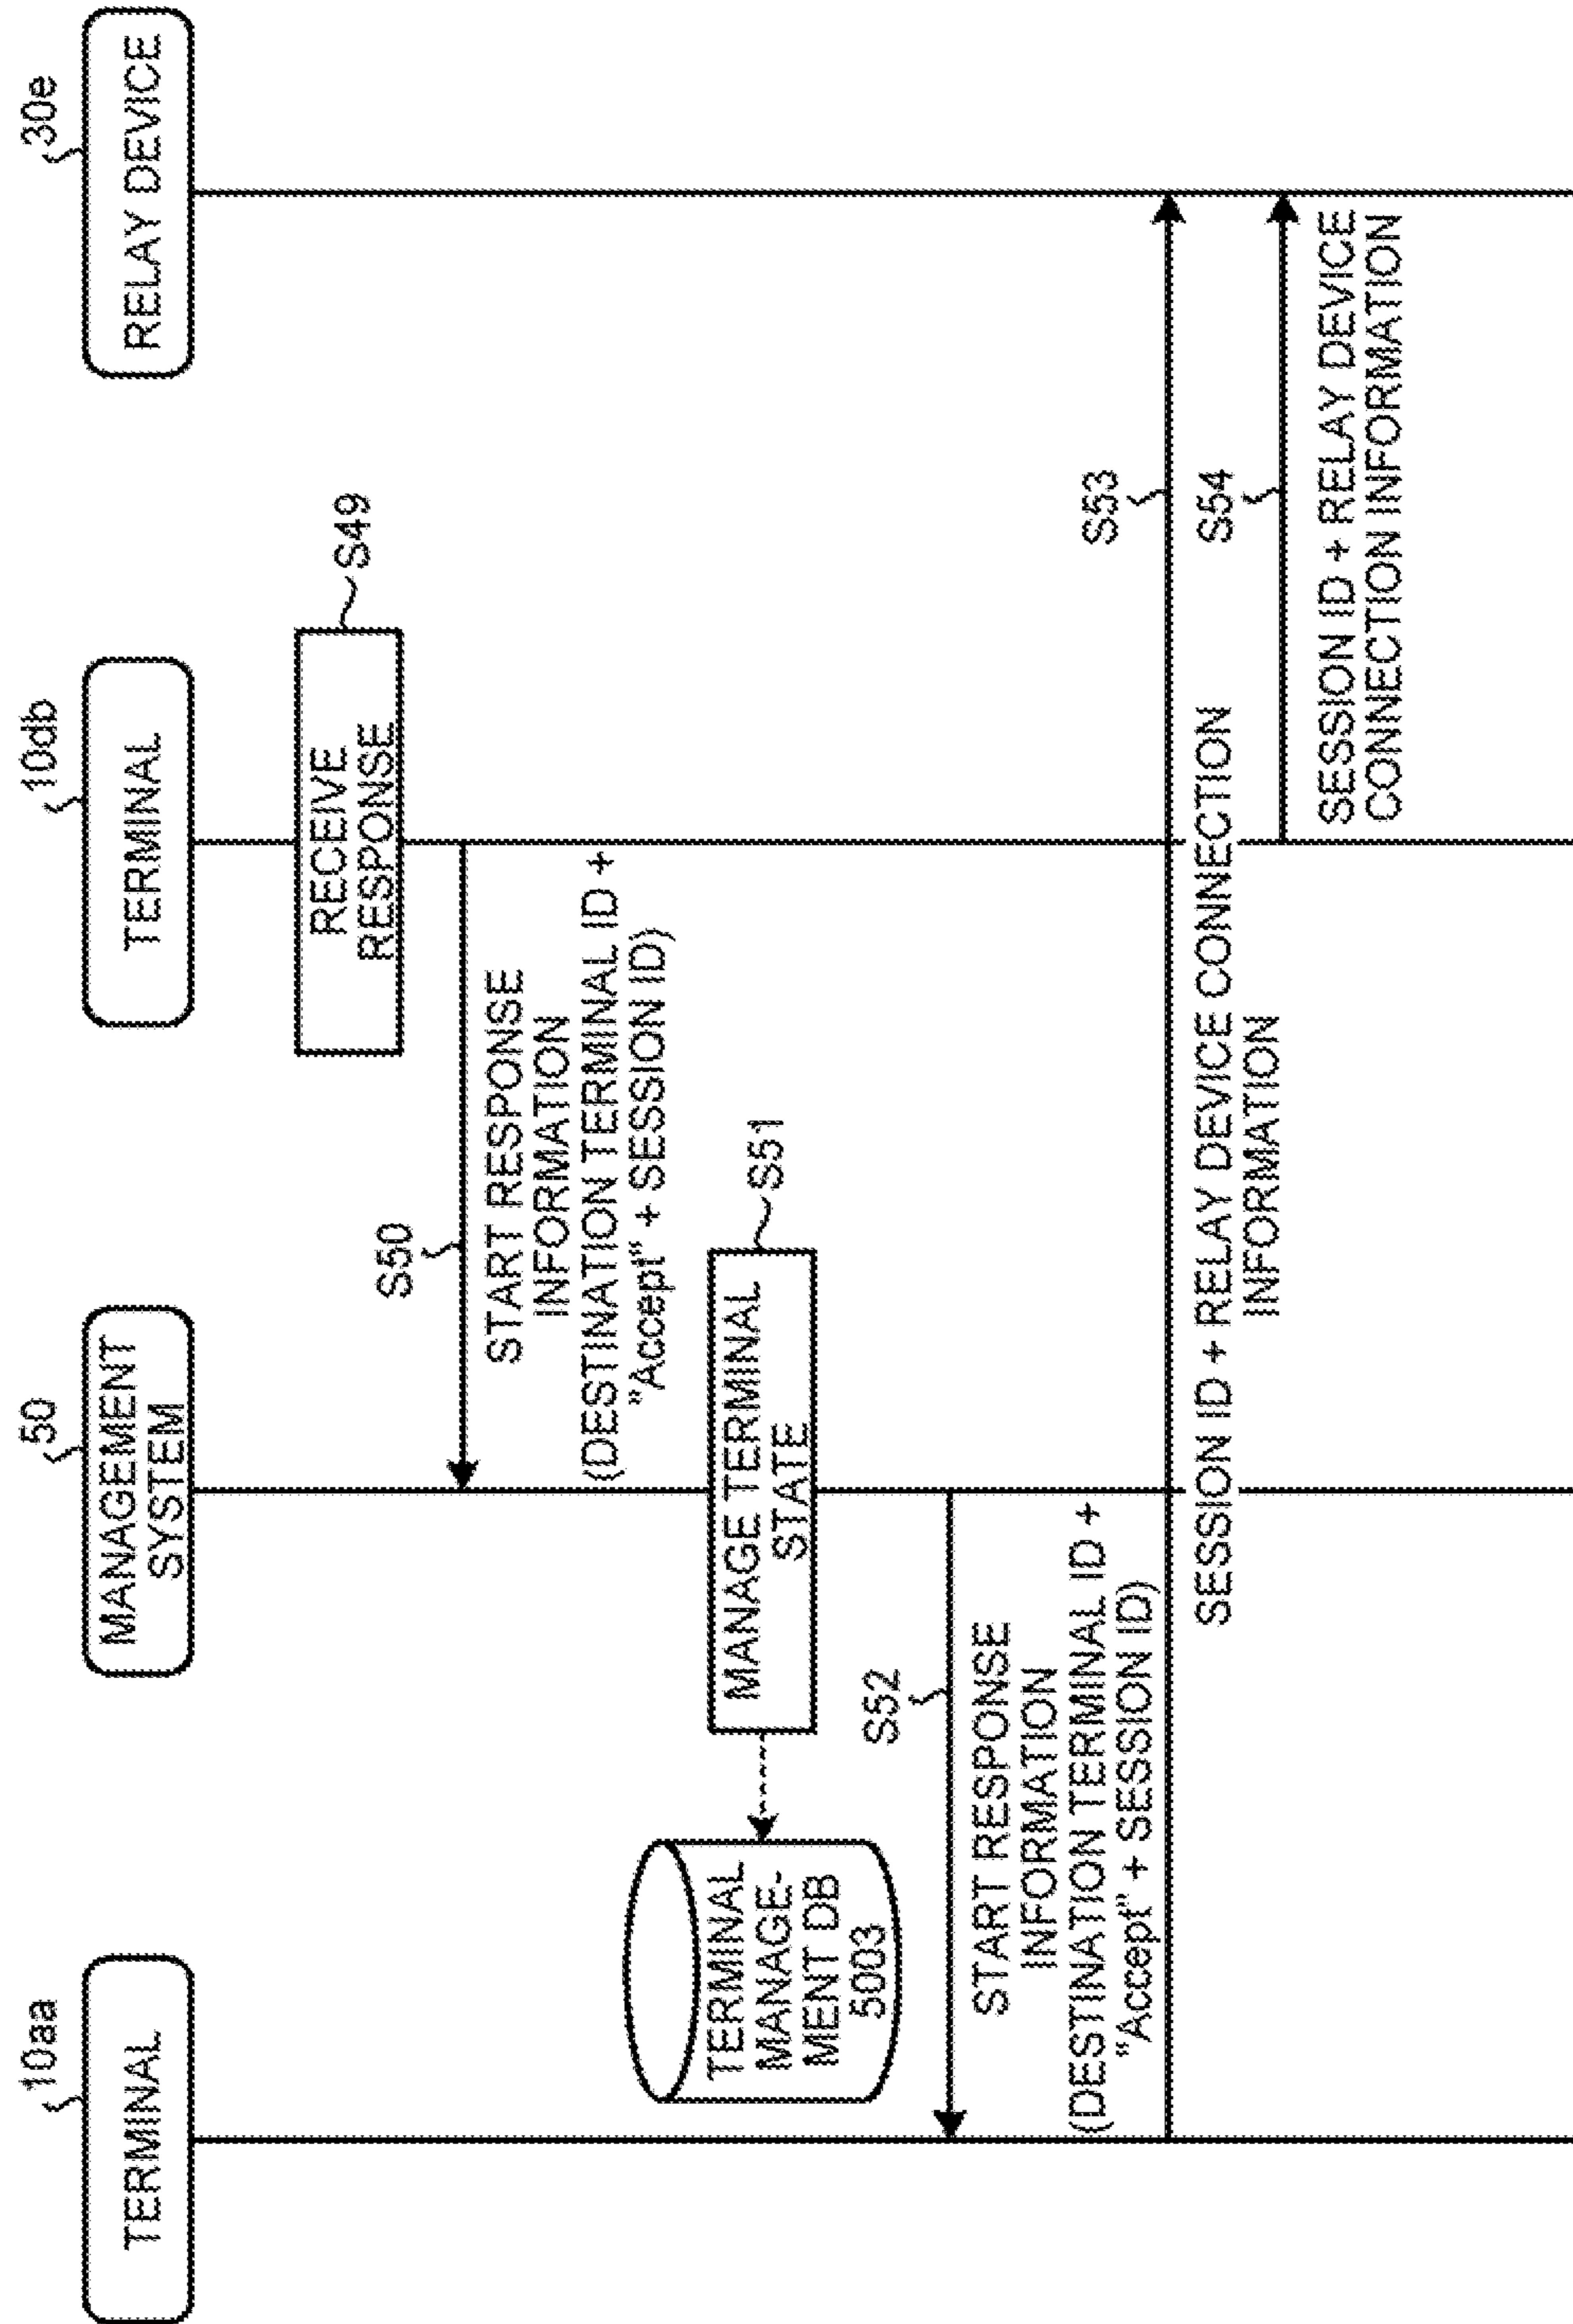 10aa
TERMINAL
50
MANAGEMENT
SYSTEM
10db
TERMINAL
30e
RELAY DEVICE
RECEIVE
RESPONSE
S49
S50
START RESPONSE
INFORMATION
(DESTINATION TERMINAL ID +
"Accept" + SESSION ID)
TERMINAL
MANAGE-
MENT DB
5003
MANAGE TERMINAL
STATE
S51
S52
START RESPONSE
INFORMATION
(DESTINATION TERMINAL ID +
"Accept" + SESSION ID)
S53
SESSION ID + RELAY DEVICE CONNECTION
INFORMATION
S54
SESSION ID + RELAY DEVICE
CONNECTION INFORMATION